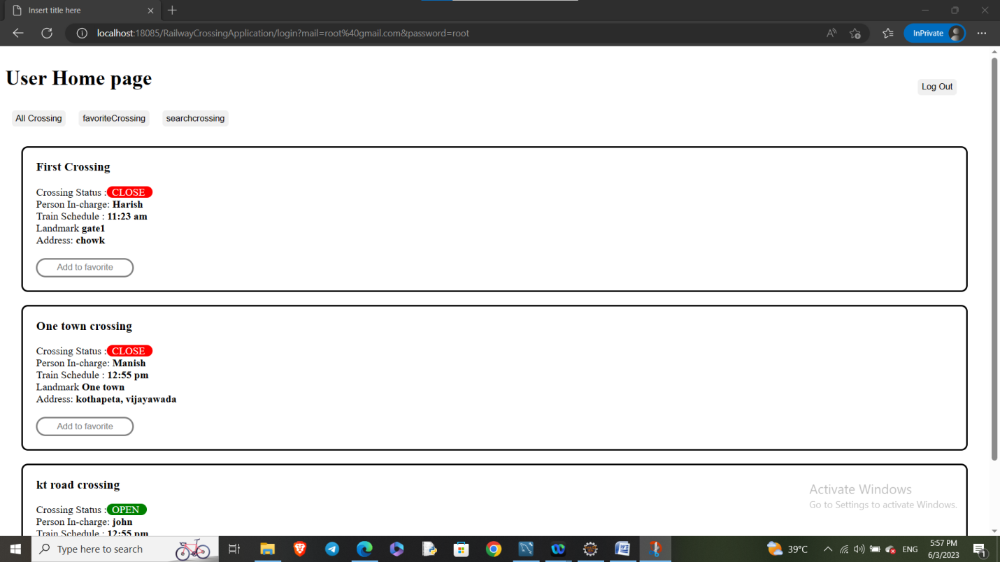 Insert title here
localhost:18085/RailwayCrossingApplication/login?mail=root%40gmail.com&password=root
InPrivate
User Home page
Log Out
All Crossing favoriteCrossing searchcrossing
First Crossing
Crossing Status : CLOSE
Person In-charge: Harish
Train Schedule : 11:23 am
Landmark gate1
Address: chowk
Add to favorite
One town crossing
Crossing Status : CLOSE
Person In-charge: Manish
Train Schedule : 12:55 pm
Landmark One town
Address: kothapeta, vijayawada
Add to favorite
kt road crossing
Crossing Status : OPEN
Person In-charge: john
Train Schedule : 12:55 pm
Activate Windows
Go to Settings to activate Windows.
Type here to search
39°C
ENG
5:57 PM
6/3/2023
1